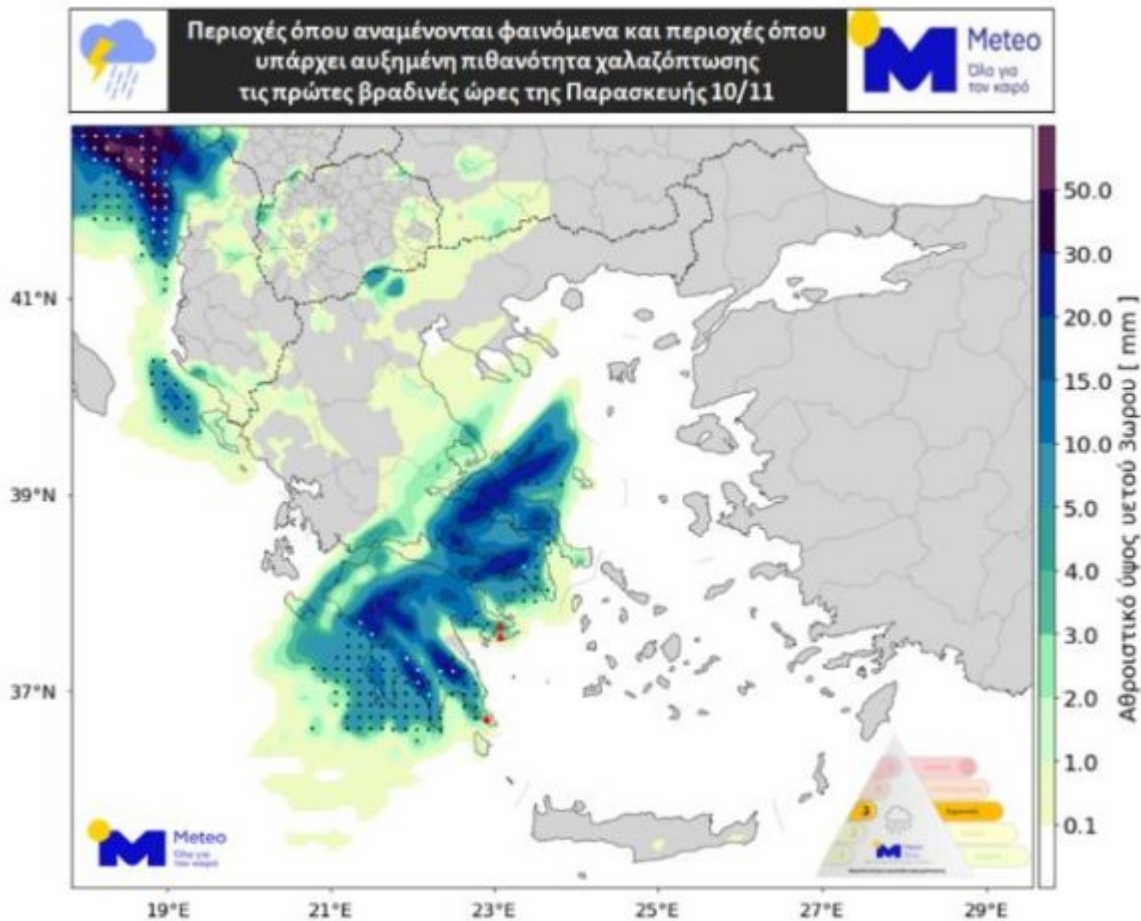 Περιοχές όπου αναμένονται φαινόμενα και περιοχές όπου
υπάρχει αυξημένη πιθανότητα χαλαζόπτωσης
τις πρώτες βραδινές ώρες της Παρασκευής 10/11
Meteo
Όλα για
τον καιρό
50.0
30.0
20.0
15.0
10.0
5.0
4.0
3.0
2.0
1.0
0.1
Αθροιστικό ύψος υετού 3ώρου [ mm ]
41°N
39°N
37°N
Meteo
Όλα για
τον καιρό
3
Meteo
19°E
21°E
23°E
25°E
27°E
29°E